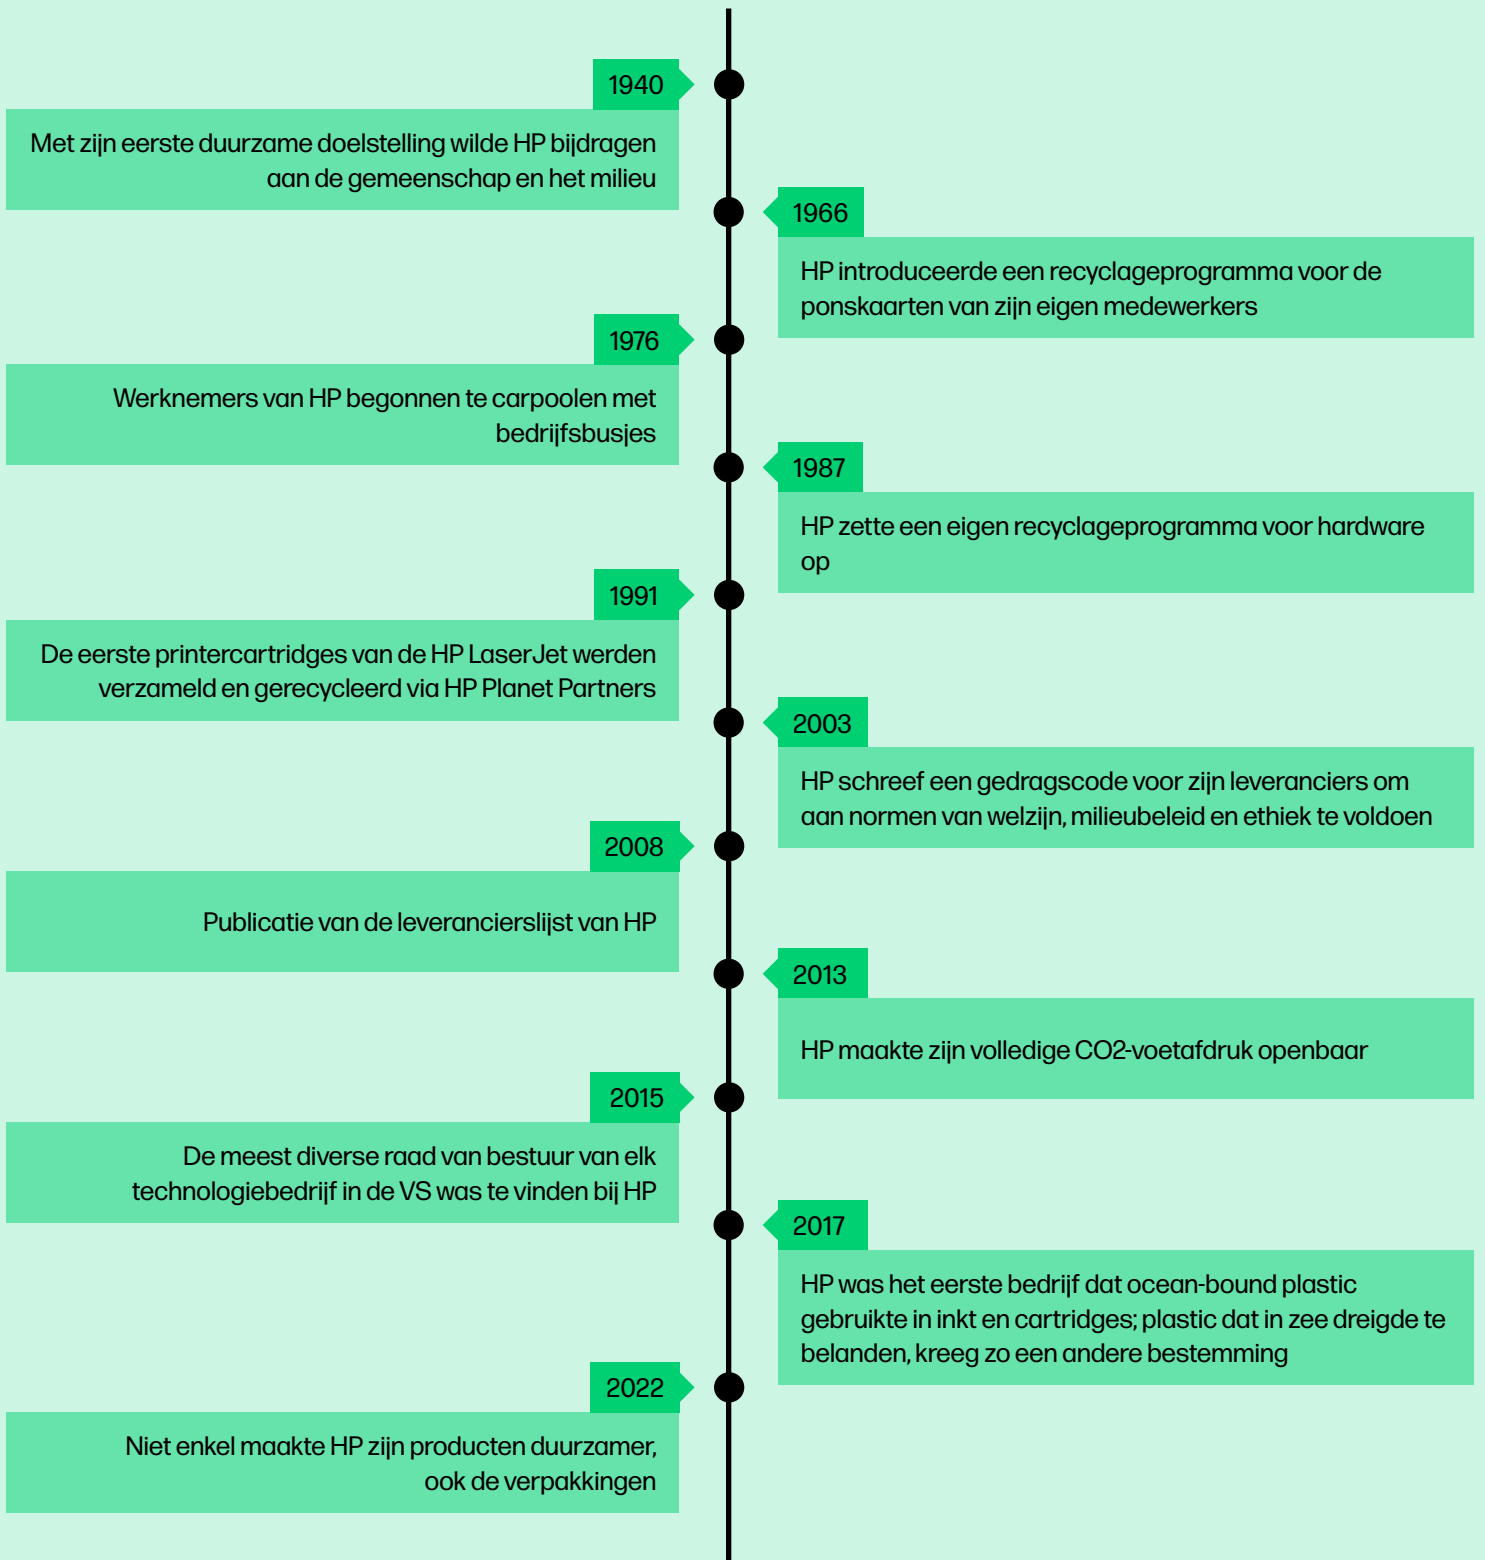 1940
Met zijn eerste duurzame doelstelling wilde HP bijdragen
aan de gemeenschap en het milieu
1966
HP introduceerde een recyclageprogramma voor de
ponskaarten van zijn eigen medewerkers
1976
Werknemers van HP begonnen te carpoolen met
bedrijfsbusjes
1987
HP zette een eigen recyclageprogramma voor hardware
op
1991
De eerste printercartridges van de HP LaserJet werden
verzameld en gerecycleerd via HP Planet Partners
2003
HP schreef een gedragscode voor zijn leveranciers om
aan normen van welzijn, milieubeleid en ethiek te voldoen
2008
Publicatie van de leverancierslijst van HP
2013
HP maakte zijn volledige CO2-voetafdruk openbaar
2015
De meest diverse raad van bestuur van elk
technologiebedrijf in de VS was te vinden bij HP
2017
HP was het eerste bedrijf dat ocean-bound plastic
gebruikte in inkt en cartridges; plastic dat in zee dreigde te
belanden, kreeg zo een andere bestemming
2022
Niet enkel maakte HP zijn producten duurzamer,
ook de verpakkingen